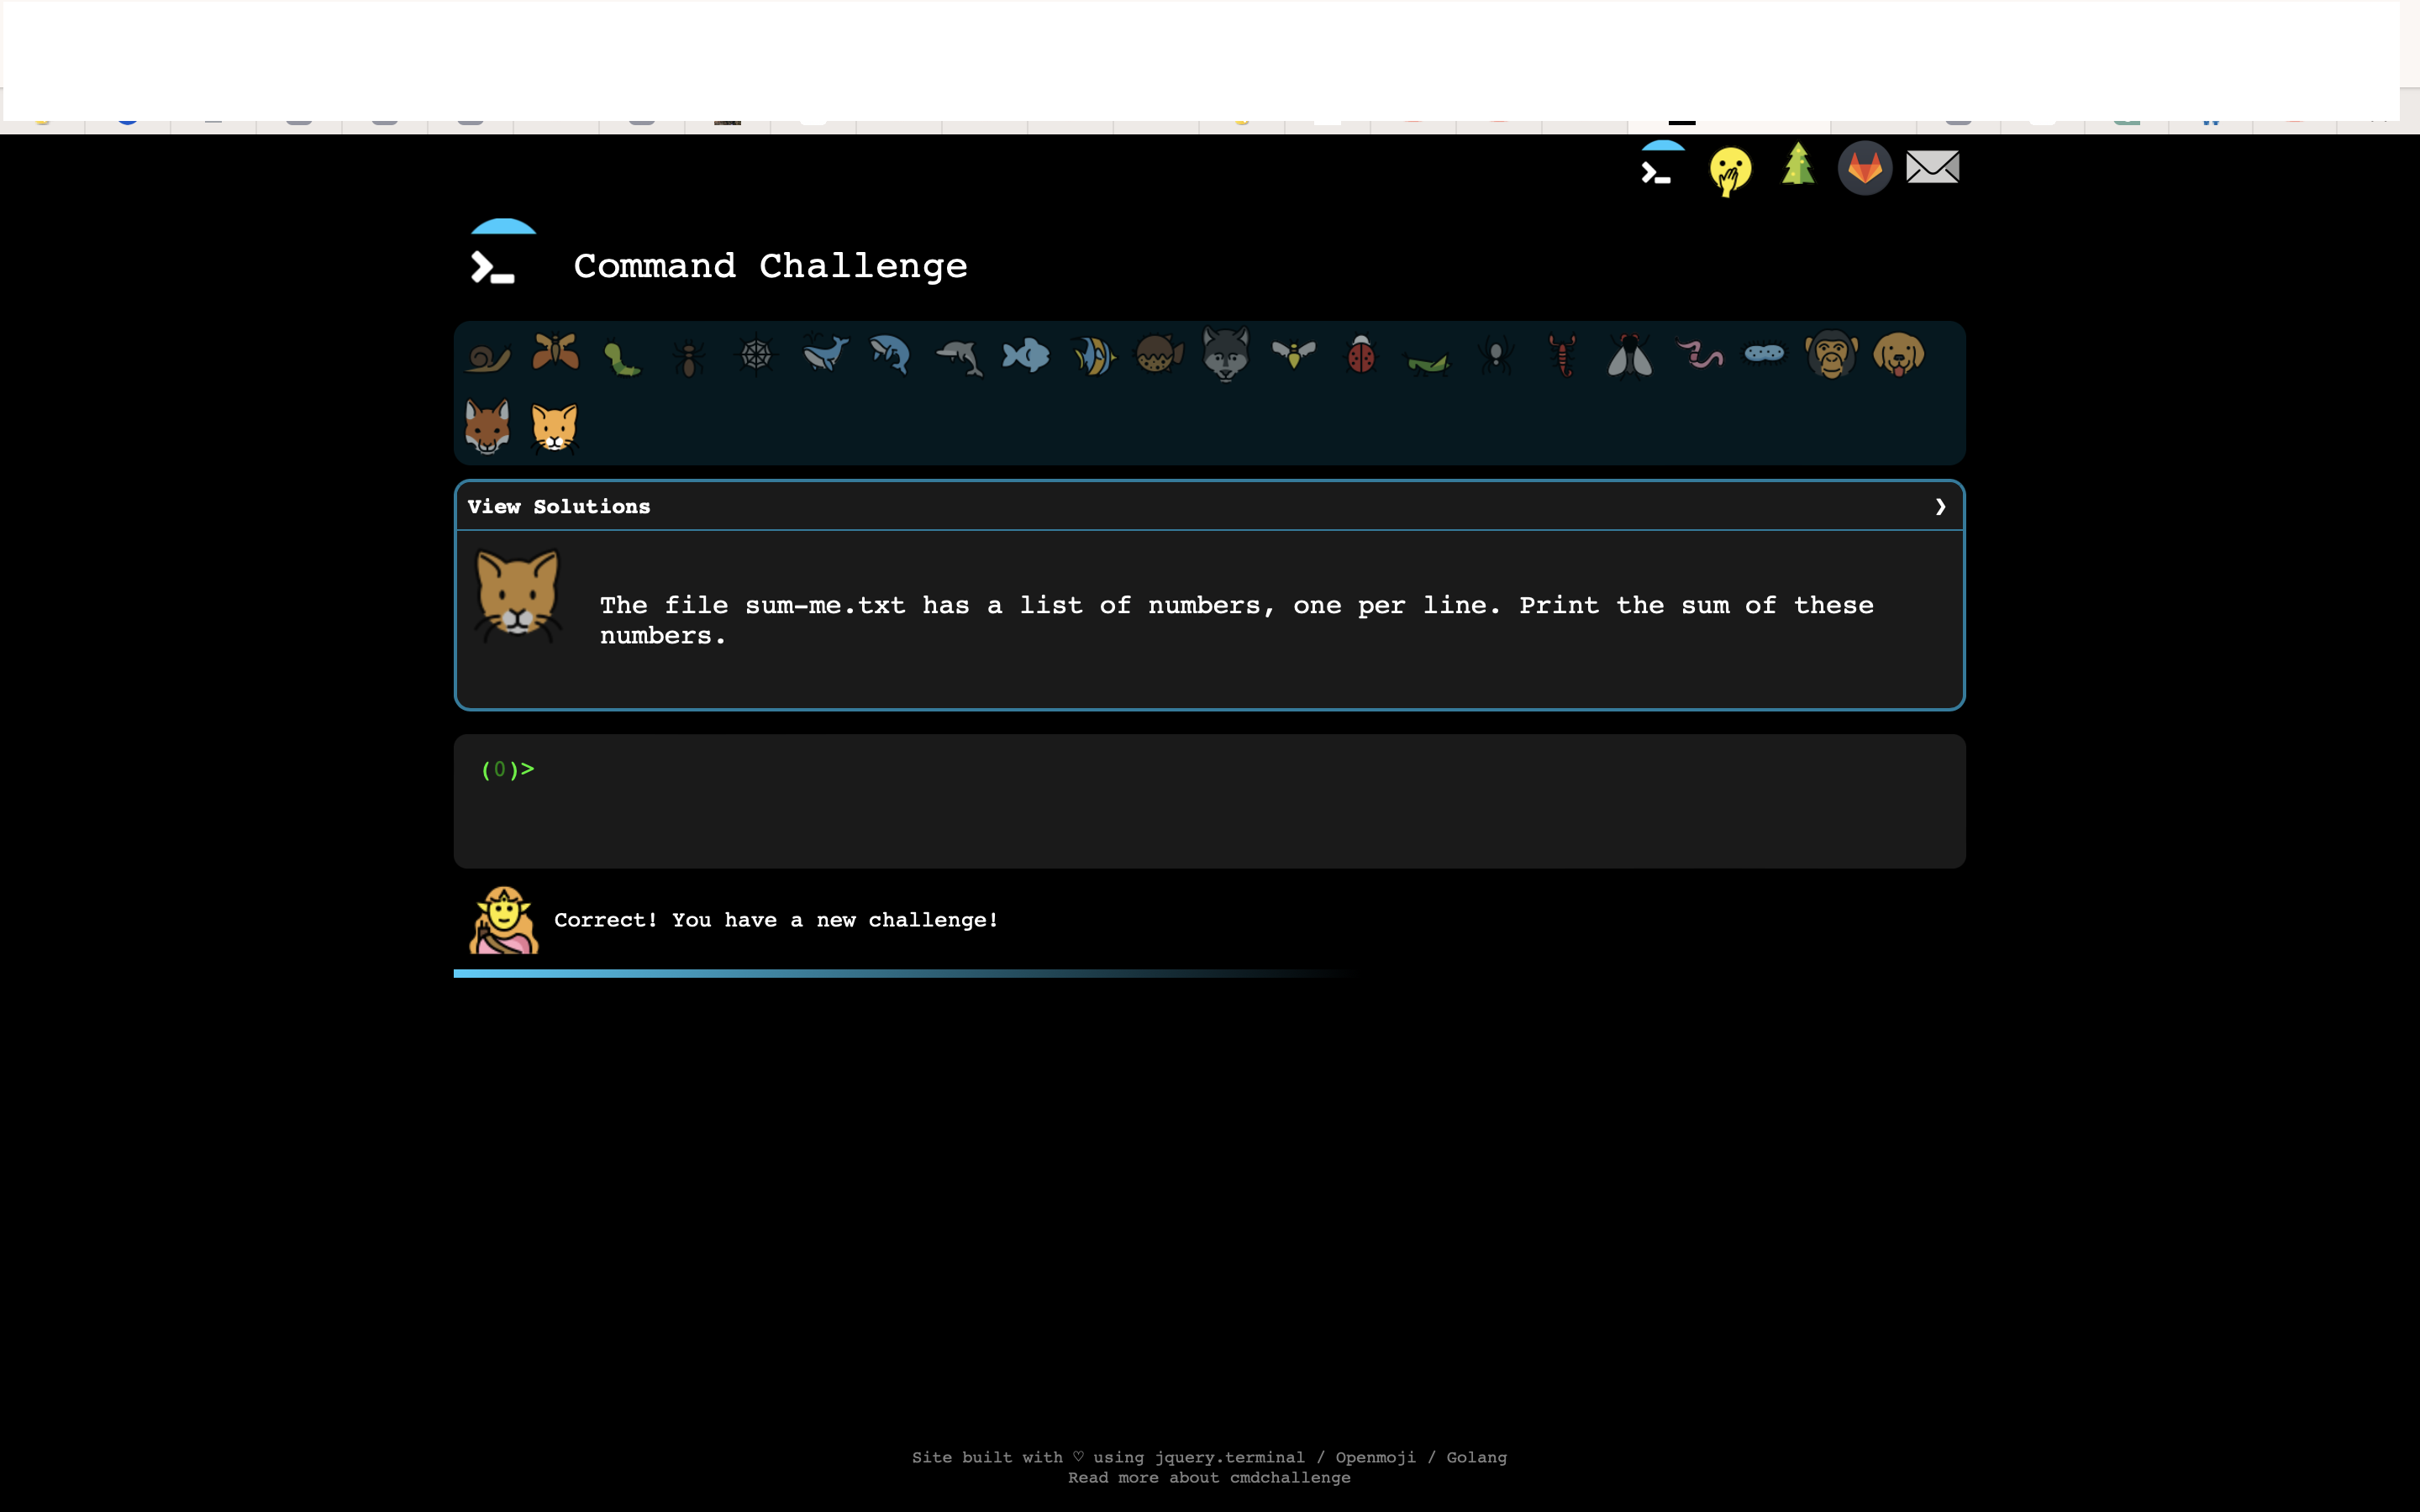 Command Challenge
View Solutions
The file sum-me.txt has a list of numbers, one per line. Print the sum of these
numbers.
(0)>
Correct! You have a new challenge!
Site built with ♡ using jquery.terminal / Openmoji / Golang
Read more about cmdchallenge